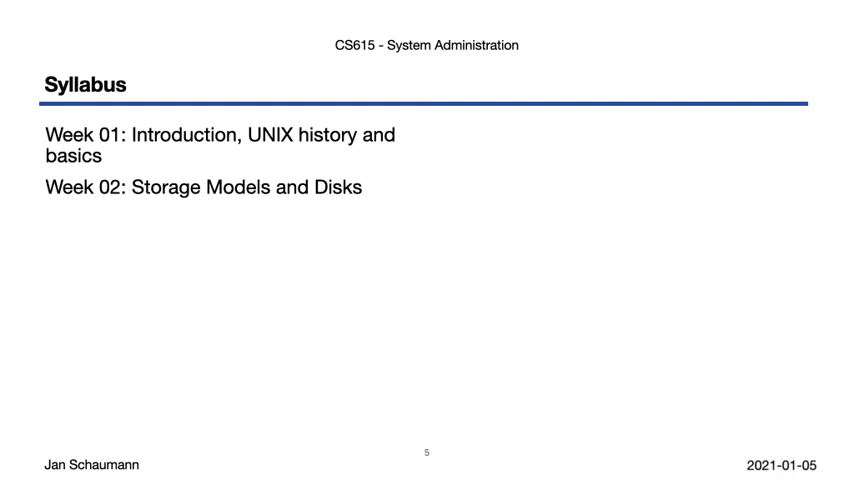 CS615 - System Administration
Syllabus
Week 01: Introduction, UNIX history and
basics
Week 02: Storage Models and Disks
5
Jan Schaumann
2021-01-05